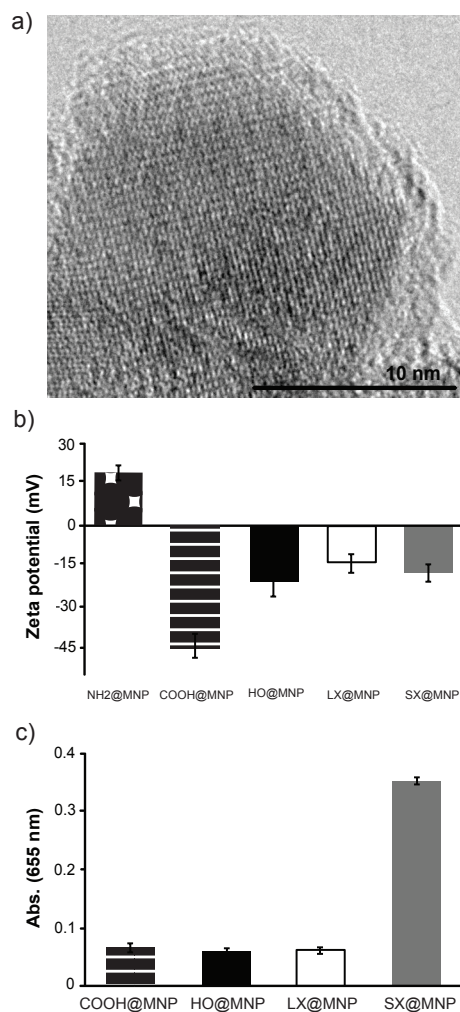 a)
10 nm
b)
Zeta potential (mV)
30
15
0
-15
-30
-45
NH2@MNP COOH@MNP HO@MNP LX@MNP SX@MNP
c)
Abs. (655 nm)
0.4
0.3
0.2
0.1
0
COOH@MNP HO@MNP LX@MNP SX@MNP